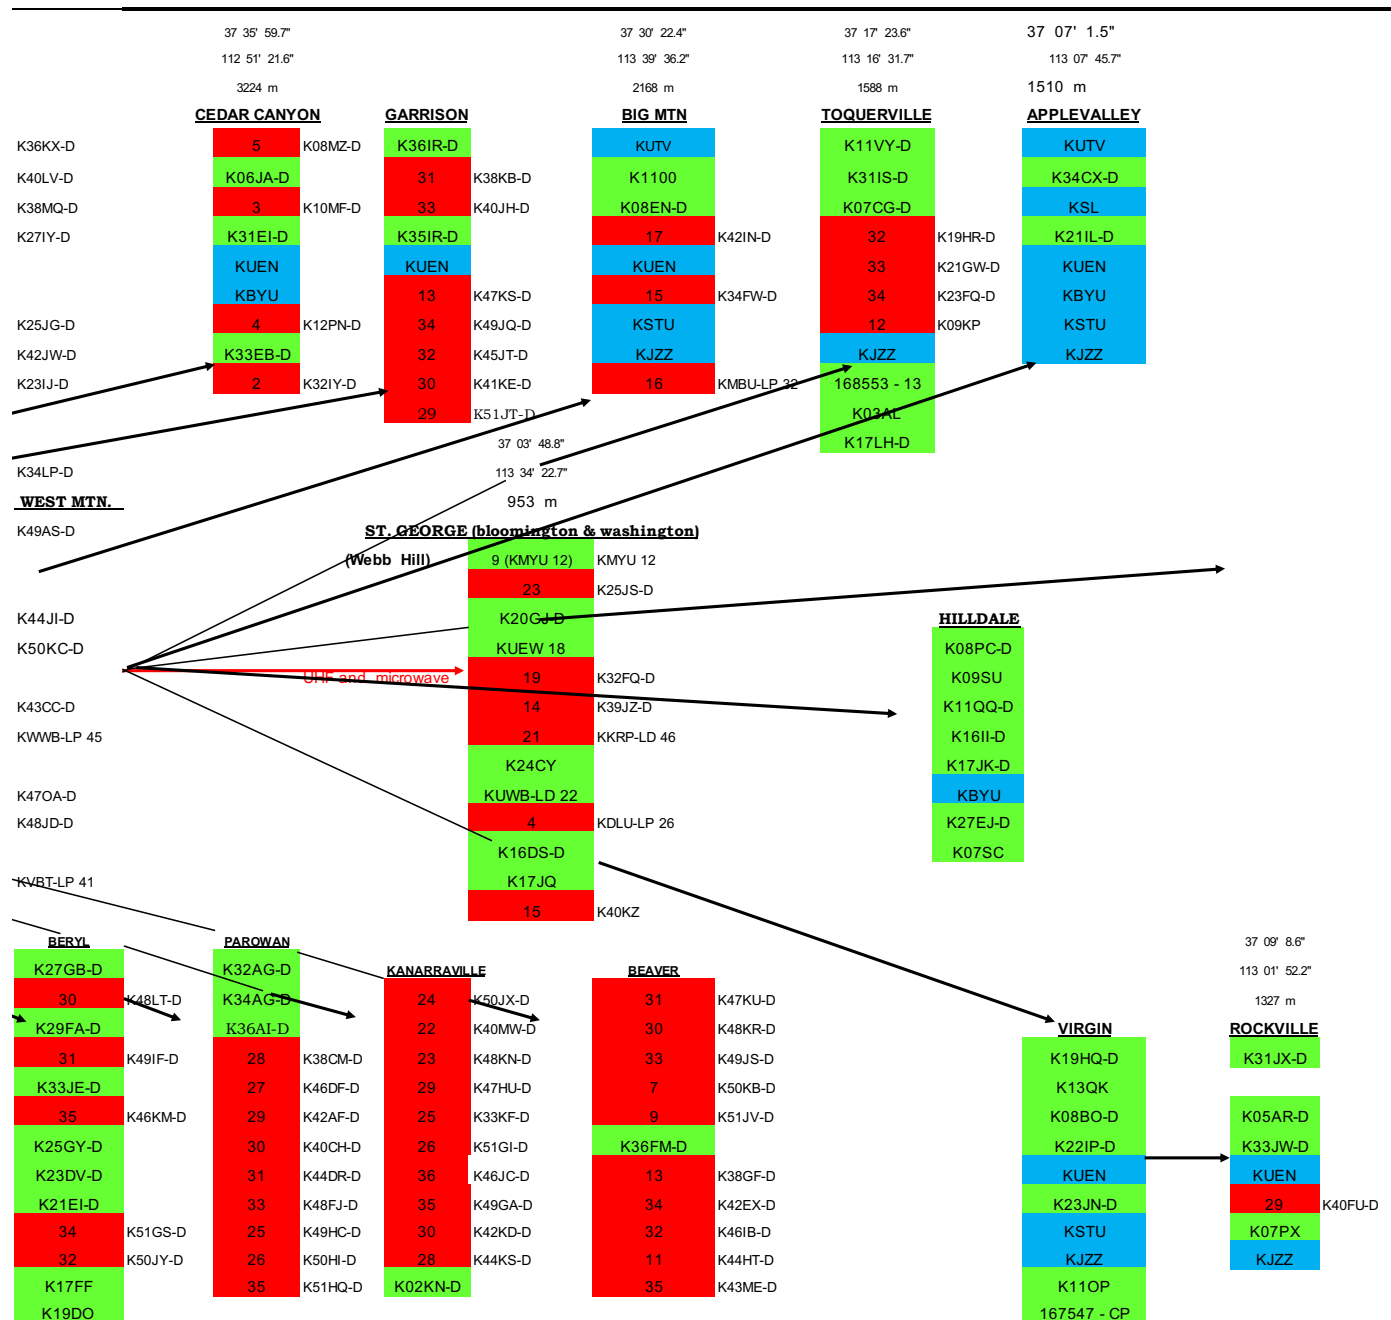 37 35' 59.7" 37 30' 22.4" 37 17' 23.6" 37 07' 1.5"
112 51' 21.6" 113 39' 36.2" 113 16' 31.7" 113 07' 45.7"
3224 m 2168 m 1588 m 1510 m
CEDAR CANYON GARRISON BIG MTN TOQUERVILLE APPLEVALLEY
K36KX-D 5 K08MZ-D K36IR-D KUTV K11VY-D KUTV
K40LV-D K06JA-D 31 K38KB-D K1100 K31IS-D K34CX-D
K38MQ-D 3 K10MF-D 33 K40JH-D K08EN-D K07CG-D KSL
K27IY-D K31EI-D K35IR-D 17 K42IN-D 32 K19HR-D K21IL-D
KUEN KUEN KUEN 33 K21GW-D KUEN
KBYU 13 K47KS-D 15 K34FW-D 34 K23FQ-D KBYU
K25JG-D 4 K12PN-D 34 K49JQ-D KSTU 12 K09KP KSTU
K42JW-D K33EB-D 32 K45JT-D KJZZ KJZZ KJZZ
K23IJ-D 2 K32IY-D 30 K41KE-D 16 KMBU-LP 32 168553 - 13
29 K51JT-D K03AL
37 03' 48.8" K17LH-D
K34LP-D 113 34' 22.7"
WEST MTN. 953 m
K49AS-D ST. GEORGE (bloomington & washington)
(Webb Hill) 9 (KMYU 12) KMYU 12
23 K25JS-D
K44JI-D K20GJ-D HILLDALE
K50KC-D KUEW 18 K08PC-D
UHF and microwave 19 K32FQ-D K09SU
K43CC-D 14 K39JZ-D K11QQ-D
KWWB-LP 45 21 KKRP-LD 46 K16II-D
K24CY K17JK-D
K47OA-D KUWB-LD 22 KBYU
K48JD-D 4 KDLU-LP 26 K27EJ-D
K16DS-D K07SC
KVBT-LP 41 K17JQ
15 K40KZ
BERYL PAROWAN 37 09' 8.6"
K27GB-D K32AG-D KANARRAVILLE BEAVER 113 01' 52.2"
30 K48LT-D K34AG-D 24 K50JX-D 31 K47KU-D 1327 m
K29FA-D K36AI-D 22 K40MW-D 30 K48KR-D VIRGIN ROCKVILLE
31 K49IF-D 28 K38CM-D 23 K48KN-D 33 K49JS-D K19HQ-D K31JX-D
K33JE-D 27 K46DF-D 29 K47HU-D 7 K50KB-D K13QK
35 K46KM-D 29 K42AF-D 25 K33KF-D 9 K51JV-D K08BO-D K05AR-D
K25GY-D 30 K40CH-D 26 K51GI-D K36FM-D K22IP-D K33JW-D
K23DV-D 31 K44DR-D 36 K46JC-D 13 K38GF-D KUEN KUEN
K21EI-D 33 K48FJ-D 35 K49GA-D 34 K42EX-D K23JN-D 29 K40FU-D
34 K51GS-D 25 K49HC-D 30 K42KD-D 32 K46IB-D KSTU K07PX
32 K50JY-D 26 K50HI-D 28 K44KS-D 11 K44HT-D KJZZ KJZZ
K17FF 35 K51HQ-D K02KN-D 35 K43ME-D K11OP
K19DO 167547 - CP